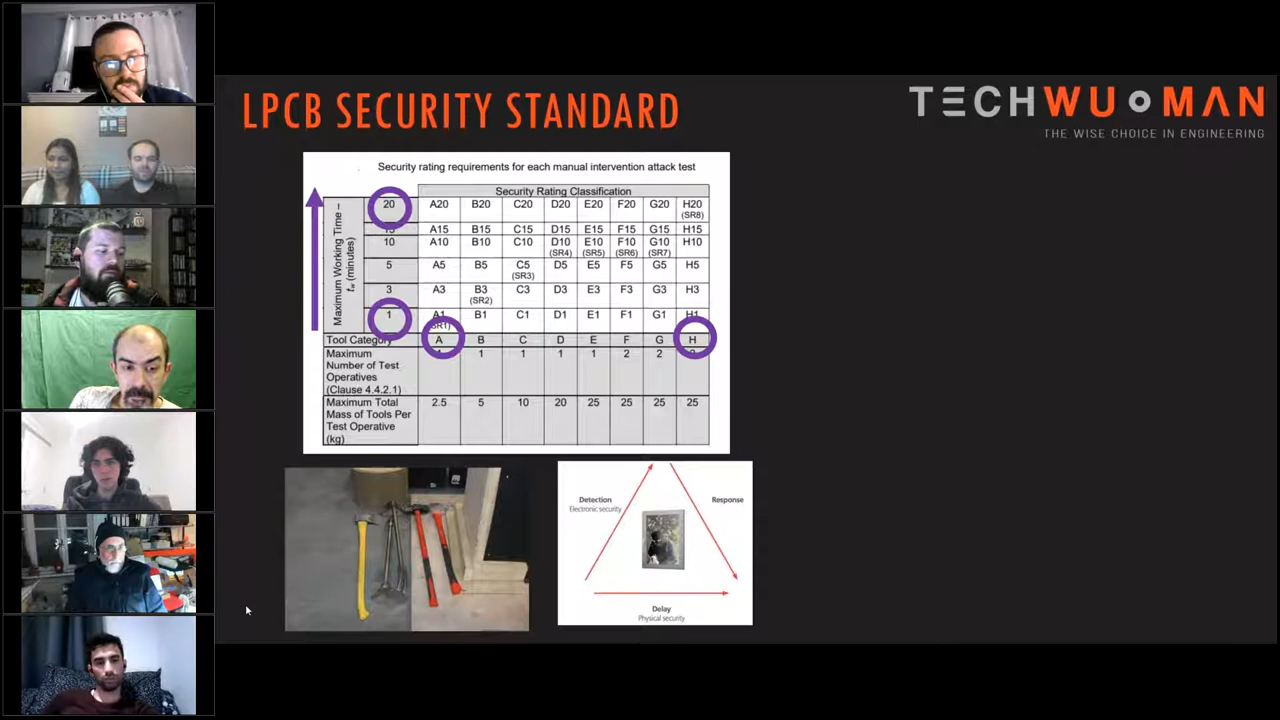 LPCB SECURITY STANDARD
TECHWUMAN
THE WISE CHOICE IN ENGINEERING
Security rating requirements for each manual intervention attack test
Security Rating Classification
Maximum Working Time –
tw (minutes)
20 A20 B20 C20 D20 E20 F20 G20 H20
(SR8)
15 A15 B15 C15 D15 E15 F15 G15 H15
10 A10 B10 C10 D10 E10 F10 G10 H10
(SR4) (SR5) (SR6) (SR7)
5 A5 B5 C5 D5 E5 F5 G5 H5
(SR3)
3 A3 B3 C3 D3 E3 F3 G3 H3
(SR2)
1 A1 B1 C1 D1 E1 F1 G1 H1
(SR1)
Tool Category A B C D E F G H
Maximum 1 1 1 1 2 2
Number of Test
Operatives
(Clause 4.4.2.1)
Maximum Total 2.5 5 10 20 25 25 25 25
Mass of Tools Per
Test Operative
(kg)
Detection
Electronic security
Response
Delay
Physical security